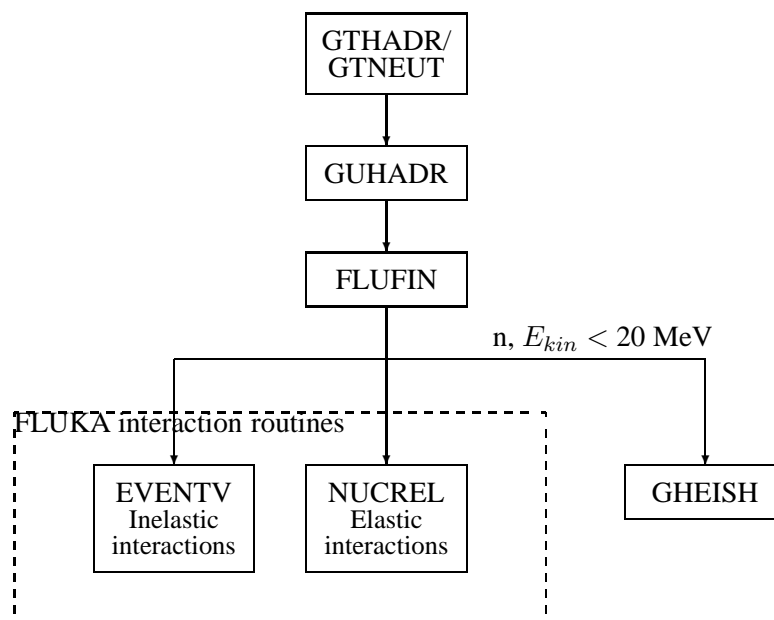 GTHADR/
GTNEUT
GUHADR
FLUFIN
n, E_kin < 20 MeV
FLUKA interaction routines
EVENTV
Inelastic
interactions
NUCREL
Elastic
interactions
GHEISH